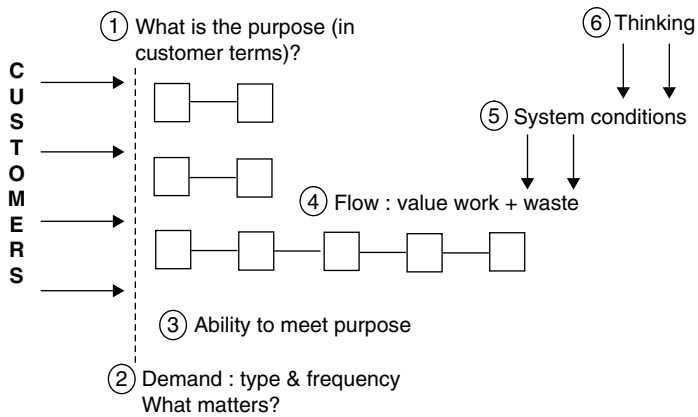 ① What is the purpose (in
customer terms)?
⑥ Thinking
CUSTOMERS
⑤ System conditions
④ Flow : value work + waste
③ Ability to meet purpose
② Demand : type & frequency
What matters?